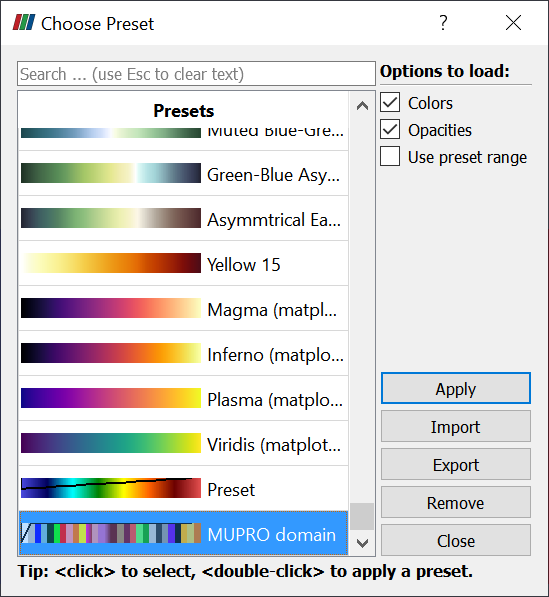 Choose Preset
?
Search ... (use Esc to clear text)
Options to load:
Presets
Colors
Opacities
Use preset range
Muted Blue-Gre...
Green-Blue Asy...
Asymmtrical Ea...
Yellow 15
Magma (matpl...
Inferno (matplo...
Plasma (matplo...
Viridis (matplot...
Preset
MUPRO domain
Apply
Import
Export
Remove
Close
Tip: <click> to select, <double-click> to apply a preset.